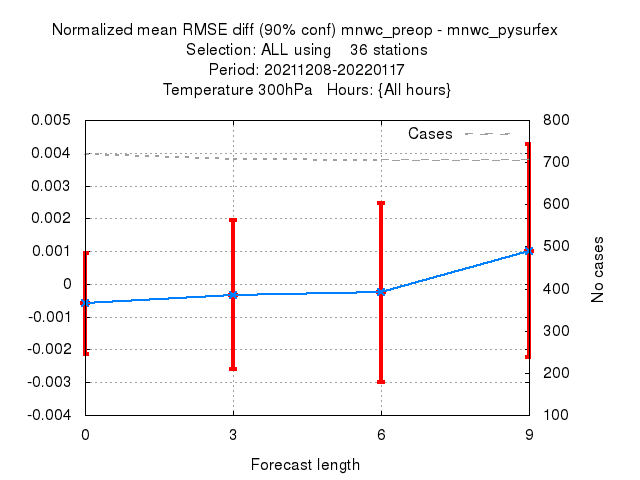 Normalized mean RMSE diff (90% conf) mnwc_preop - mnwc_pysurfex
Selection: ALL using 36 stations
Period: 20211208-20220117
Temperature 300hPa Hours: {All hours}
Cases
0.005
0.004
0.003
0.002
0.001
0
-0.001
-0.002
-0.003
-0.004
800
700
600
500
400
300
200
100
No cases
0 3 6 9
Forecast length